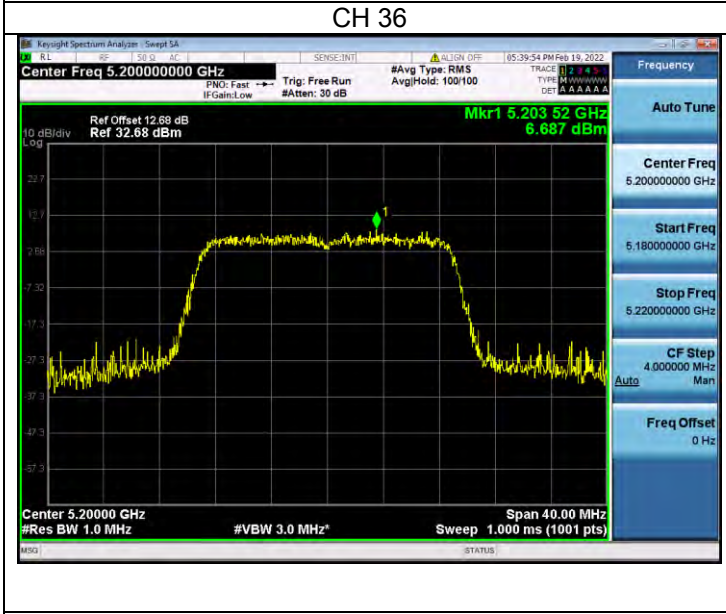 CH 36
Keysight Spectrum Analyzer - Swept SA
RL RF 50 Ω AC SENSE:INT ALIGN OFF 05:39:54 PM Feb 19, 2022
Center Freq 5.200000000 GHz
PNO: Fast
IFGain:Low
Trig: Free Run
#Atten: 30 dB
#Avg Type: RMS
Avg|Hold: 100/100
TRACE 1 2 3 4 5 6
TYPE M WWWWW
DET A A A A A A
Ref Offset 12.68 dB
10 dB/div Ref 32.68 dBm
Log
Mkr1 5.203 52 GHz
6.687 dBm
22.7
12.7
1
2.68
-7.32
-17.3
-27.3
-37.3
-47.3
-57.3
Center 5.20000 GHz
Span 40.00 MHz
#Res BW 1.0 MHz
#VBW 3.0 MHz*
Sweep 1.000 ms (1001 pts)
MSG
STATUS
Frequency
Auto Tune
Center Freq
5.200000000 GHz
Start Freq
5.180000000 GHz
Stop Freq
5.220000000 GHz
CF Step
4.000000 MHz
Auto Man
Freq Offset
0 Hz